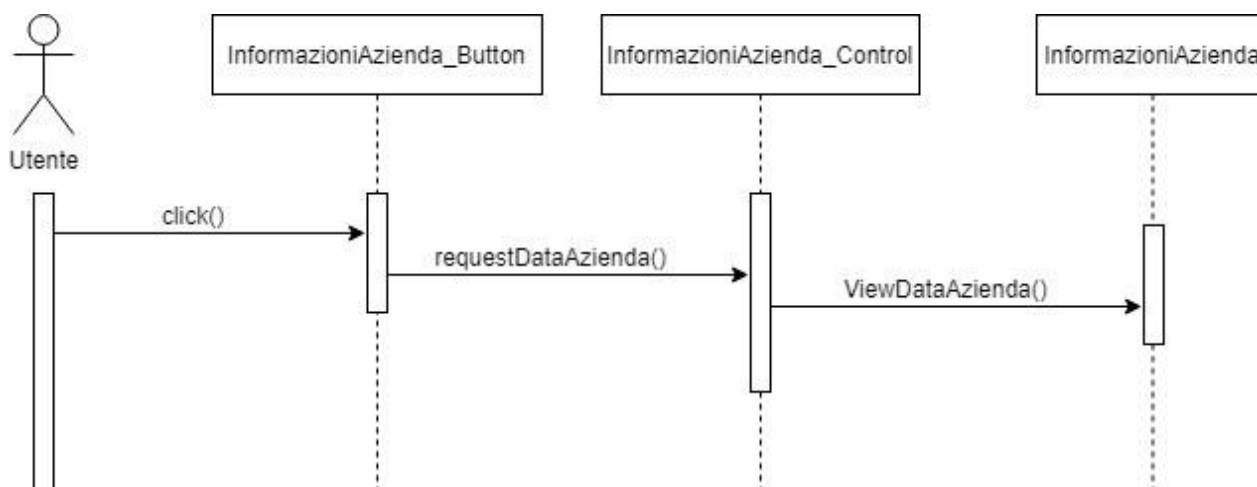 InformazioniAzienda_Button
InformazioniAzienda_Control
InformazioniAzienda
Utente
click()
requestDataAzienda()
ViewDataAzienda()